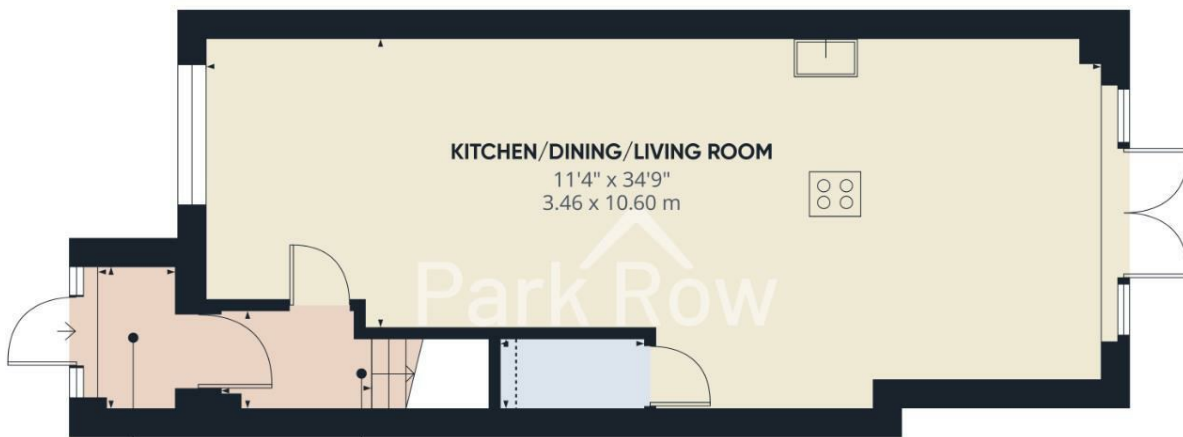 KITCHEN/DINING/LIVING ROOM
11'4" x 34'9"
3.46 x 10.60 m
Park Row